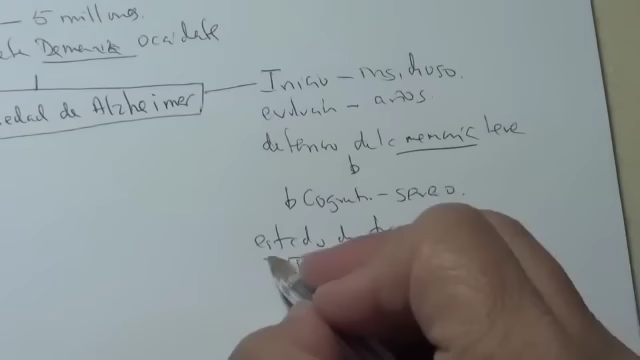 — 5 millones.
Demencia occidente
edad de Alzheimer
Inicio – insidioso.
evolución – años.
deterioro de la memoria leve
b
b Cognit. – severo.
estado de